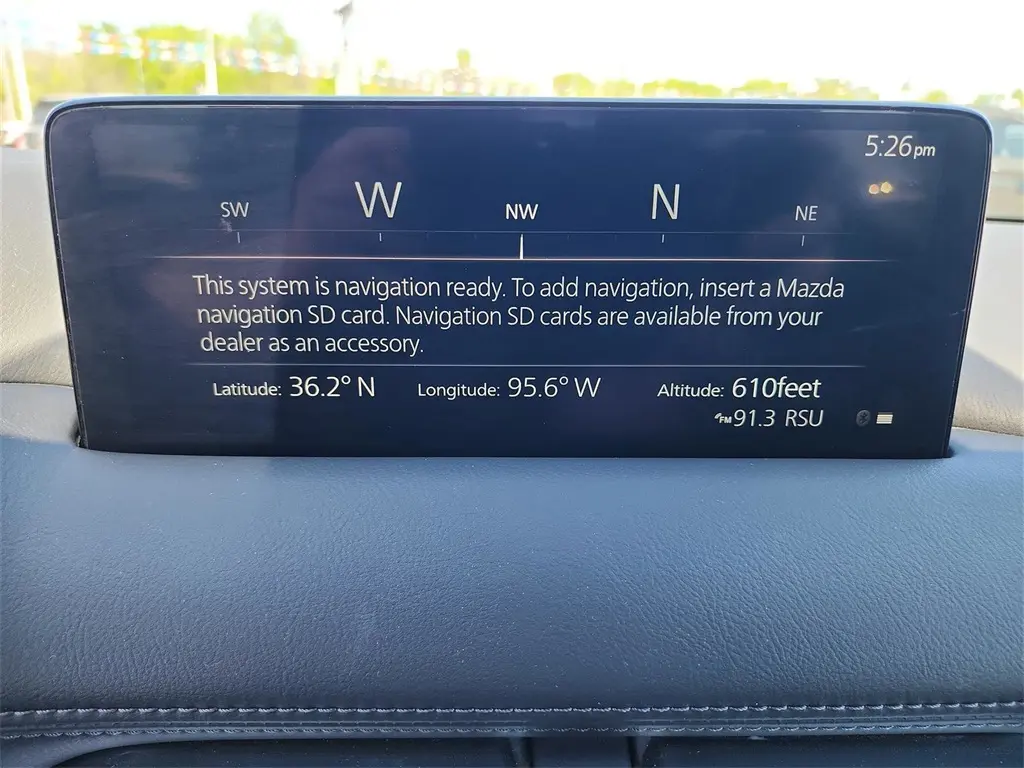 5:26pm
SW W NW N NE
This system is navigation ready. To add navigation, insert a Mazda
navigation SD card. Navigation SD cards are available from your
dealer as an accessory.
Latitude: 36.2° N Longitude: 95.6° W Altitude: 610feet
FM 91.3 RSU